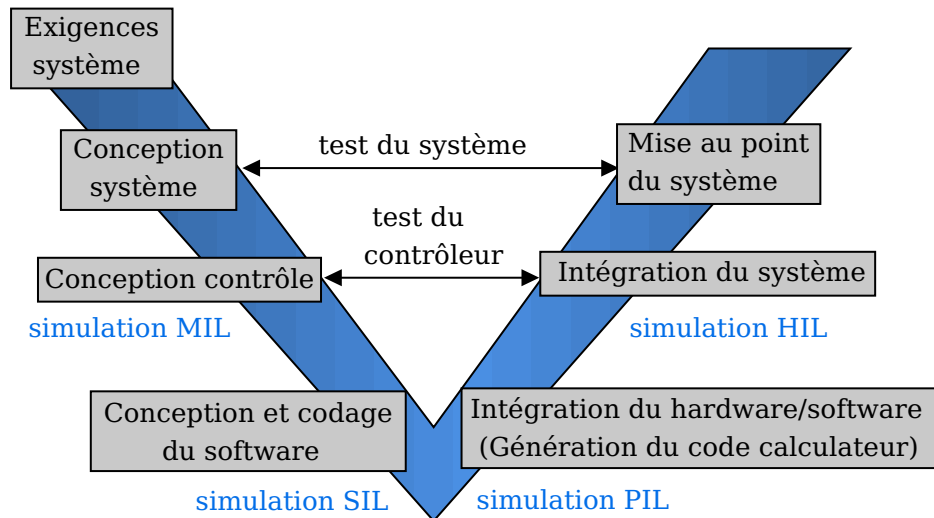 Exigences
système
Conception
système
test du système
Mise au point
du système
test du
contrôleur
Conception contrôle
Intégration du système
simulation MIL
simulation HIL
Conception et codage
du software
Intégration du hardware/software
(Génération du code calculateur)
simulation SIL
simulation PIL